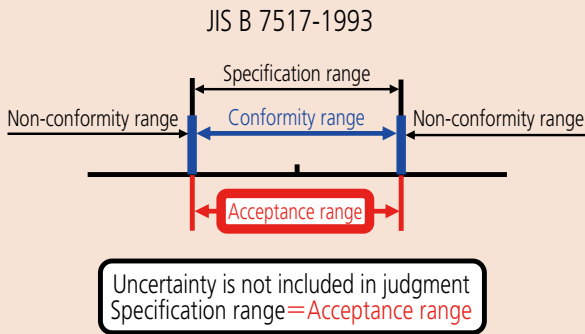 JIS B 7517-1993
Specification range
Non-conformity range
Conformity range
Non-conformity range
Acceptance range
Uncertainty is not included in judgment
Specification range=Acceptance range